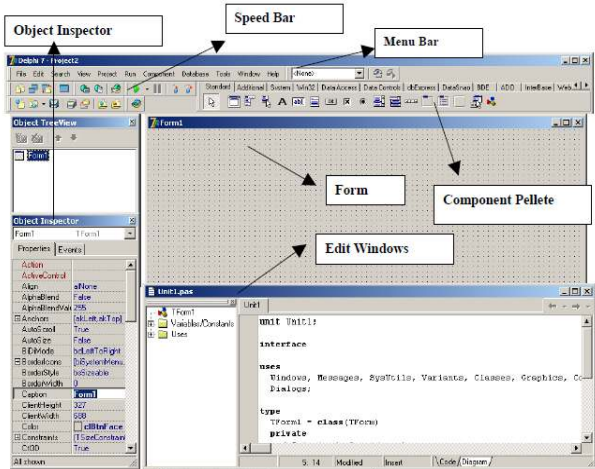 Speed Bar
Object Inspector
Menu Bar
Delphi 7 - Project2
File Edit Search View Project Run Component Database Tools Window Help <None>
Standard Additional System Win32 Data Access Data Controls dbExpress DataSnap BDE ADO InterBase
Object TreeView
Form1
Form1
Form
Component Pellete
Object Inspector
Form1 TForm1
Properties Events
Action
ActiveControl
Align alNone
AlphaBlend False
AlphaBlendValu 255
Anchors [akLeft,akTop]
AutoScroll True
AutoSize False
BiDiMode bdLeftToRight
BorderIcons [biSystemMenu,
BorderStyle bsSizeable
BorderWidth 0
Caption Form1
ClientHeight 327
ClientWidth 688
Color clBtnFace
Constraints (TSizeConstraint
Ctl3D True
All shown
Edit Windows
Unit1.pas
TForm1
Variables/Constants
Uses
Unit1
unit Unit1;
interface
uses
Windows, Messages, SysUtils, Variants, Classes, Graphics, Co
Dialogs;
type
TForm1 = class(TForm)
private
5: 14 Modified Insert Code Diagram